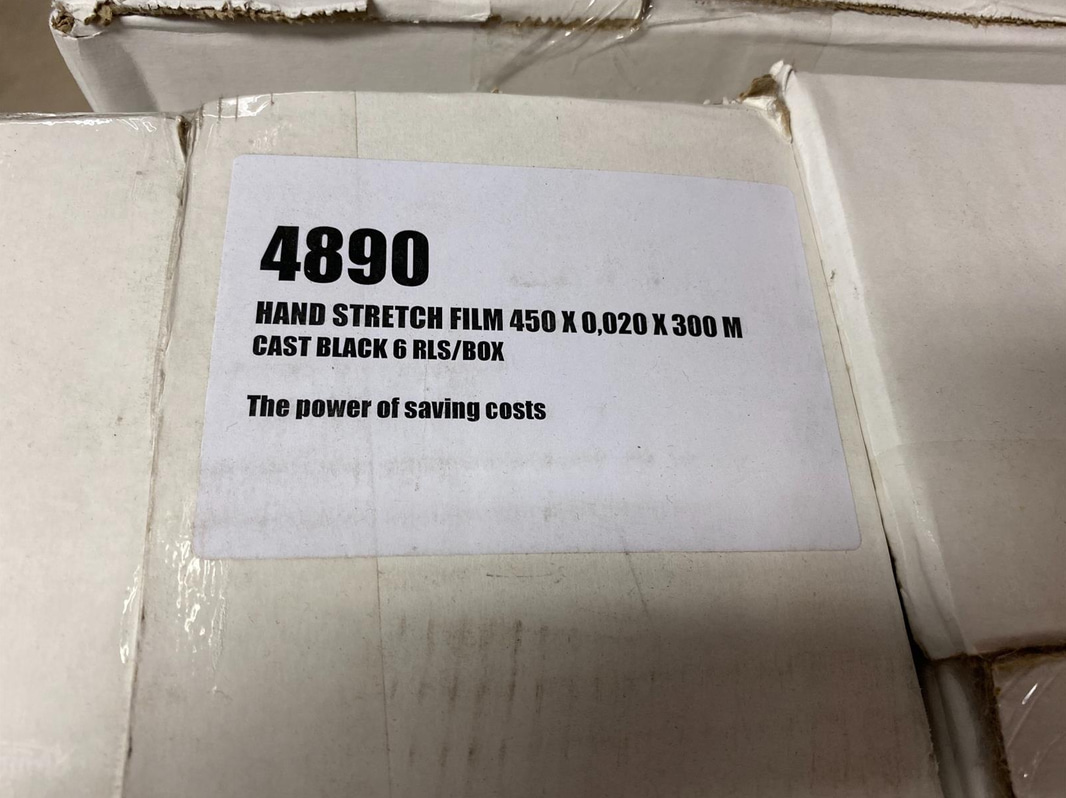 4890
HAND STRETCH FILM 450 X 0,020 X 300 M
CAST BLACK 6 RLS/BOX
The power of saving costs